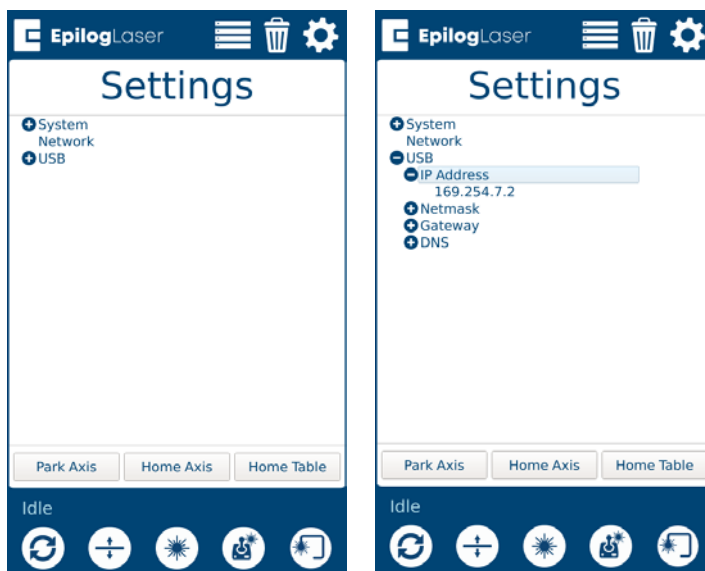 EpilogLaser
Settings
System
Network
USB
Park Axis Home Axis Home Table
Idle
EpilogLaser
Settings
System
Network
USB
IP Address
169.254.7.2
Netmask
Gateway
DNS
Park Axis Home Axis Home Table
Idle